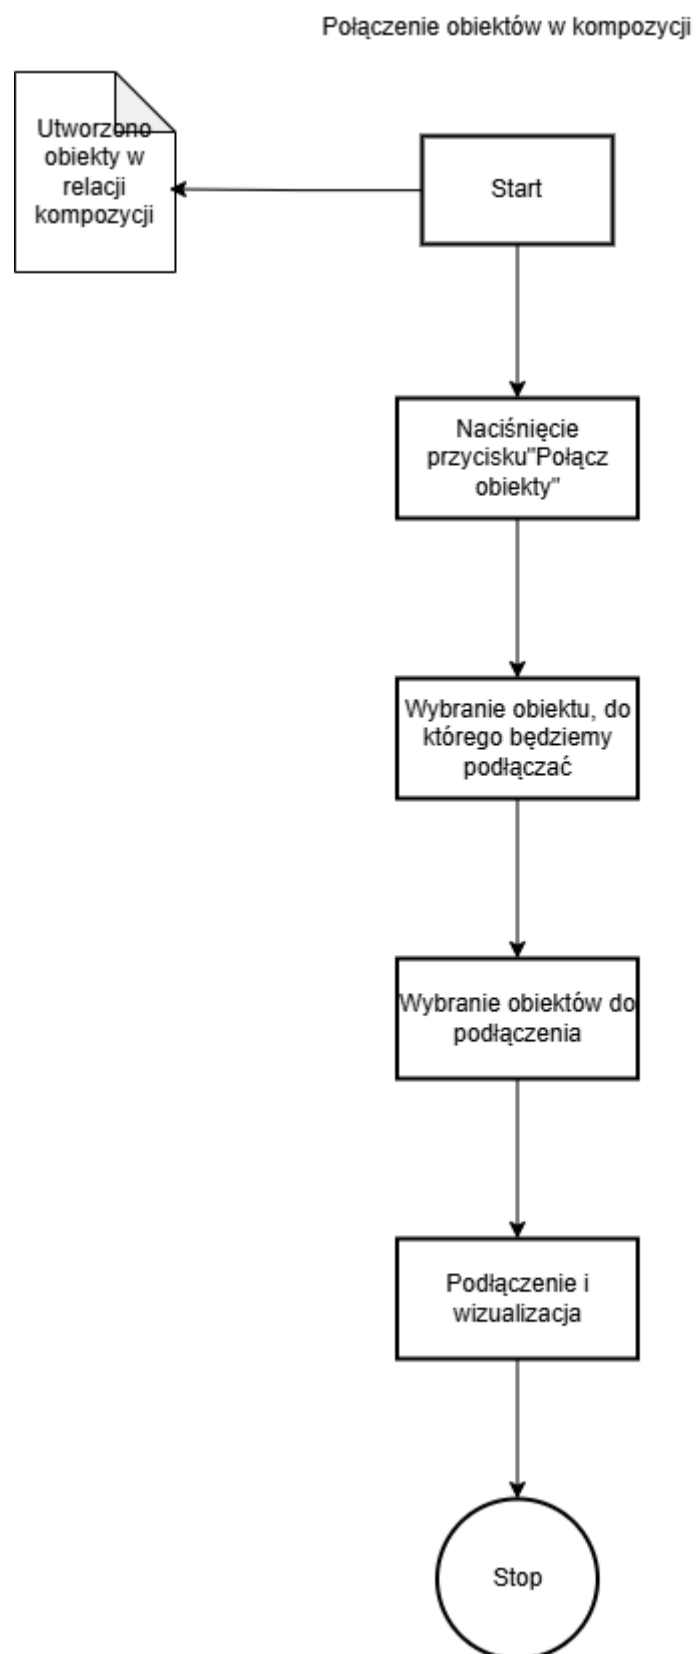 Połączenie obiektów w kompozycji
Utworzono
obiekty w
relacji
kompozycji
Start
Naciśnięcie
przycisku"Połącz
obiekty"
Wybranie obiektu, do
którego będziemy
podłączać
Wybranie obiektów do
podłączenia
Podłączenie i
wizualizacja
Stop